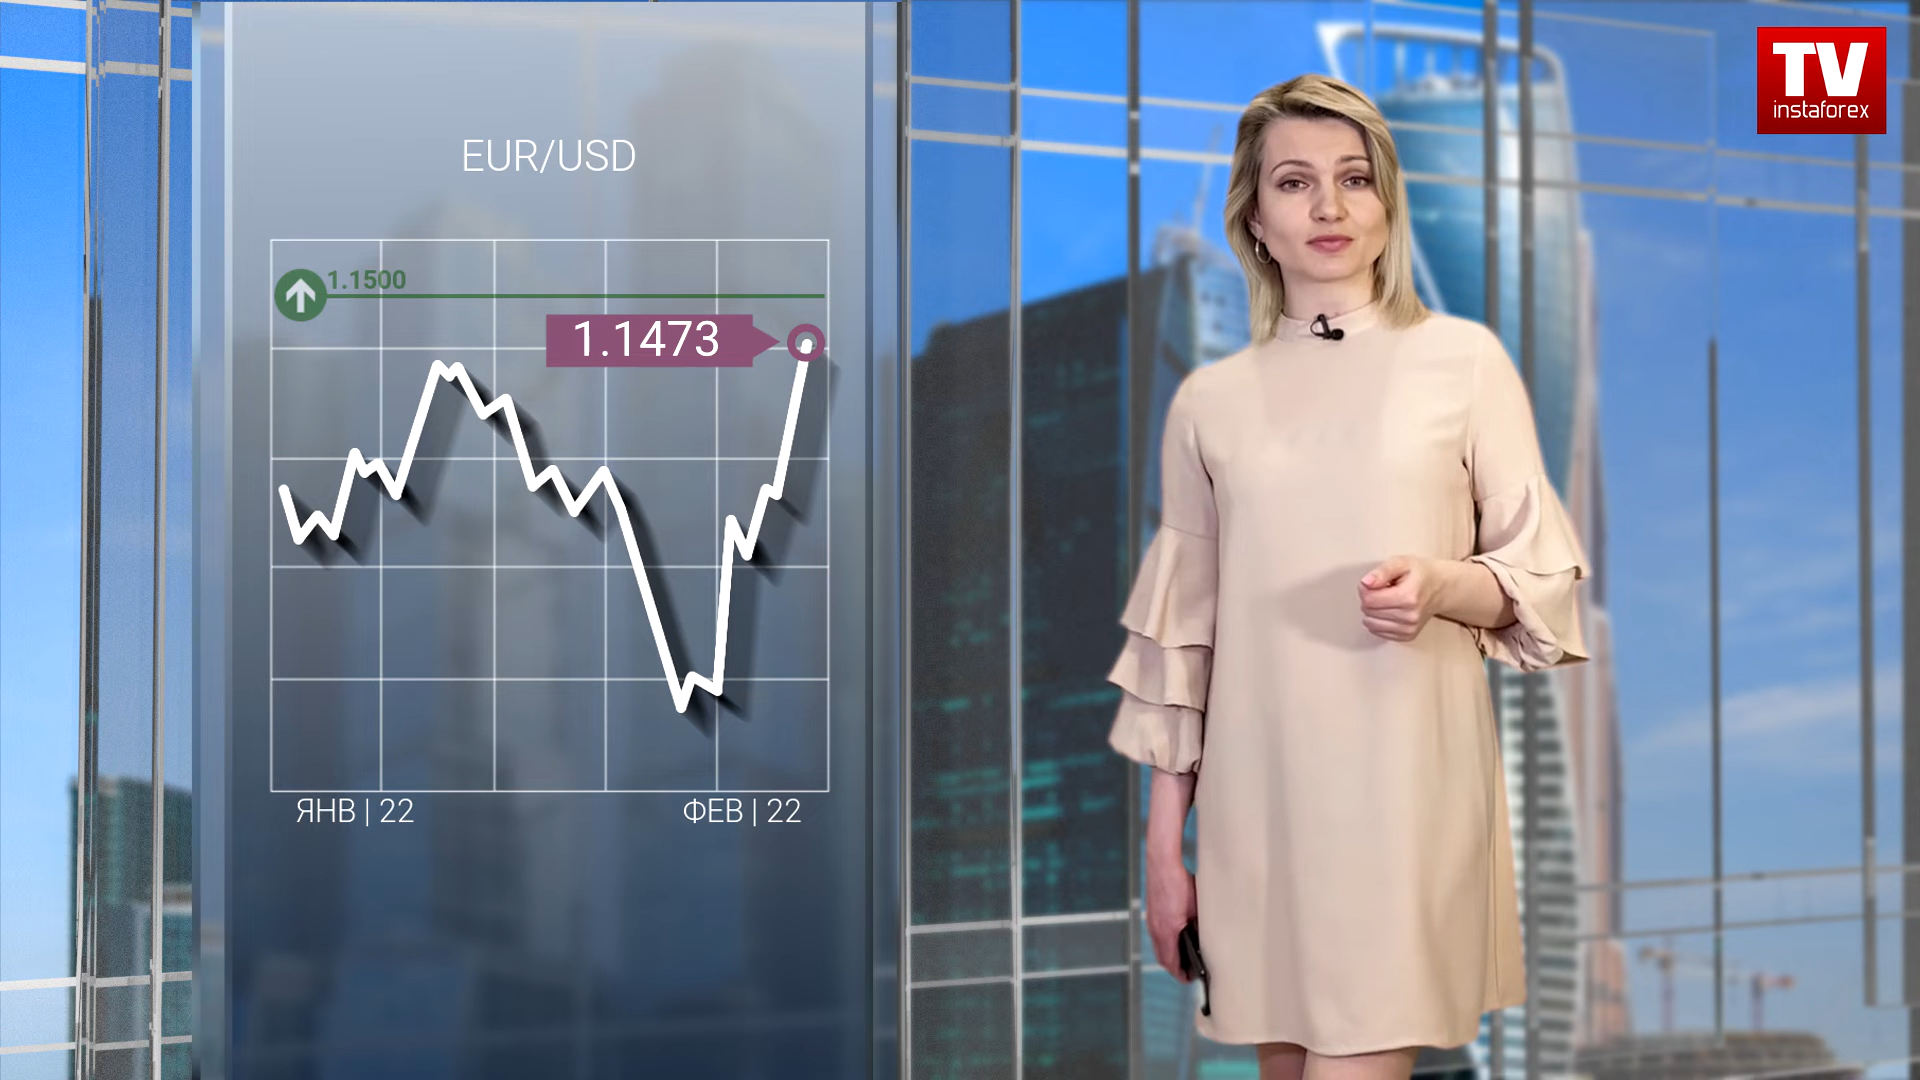 EUR/USD
1.1500
1.1473
ЯНВ | 22
ФЕВ | 22
TV
instaforex